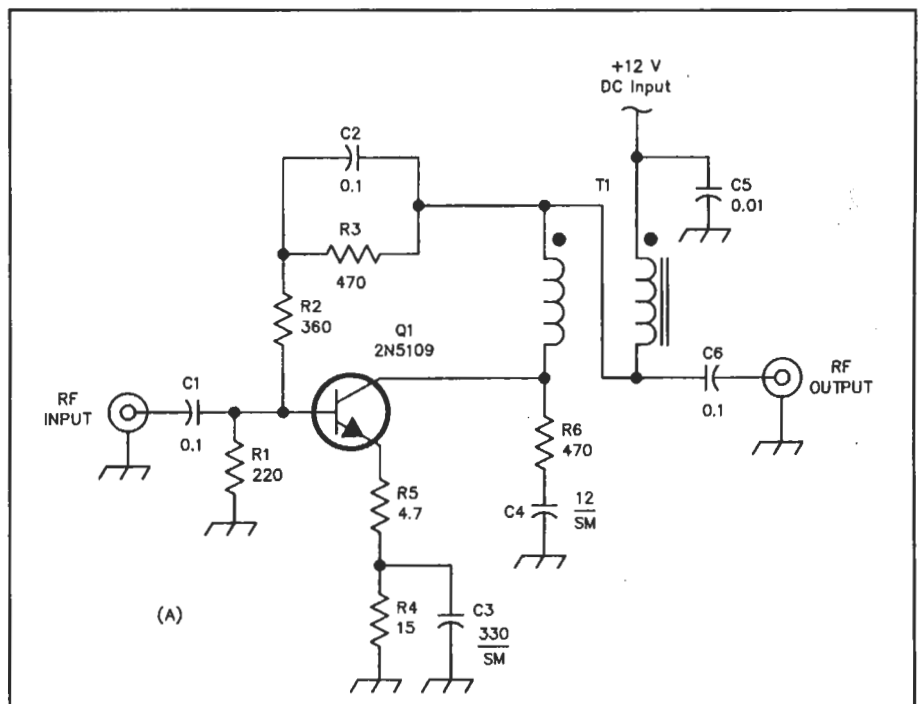 +12 V
DC Input
C2
0.1
T1
C5
0.01
R3
470
R2
360
Q1
2N5109
C6
0.1
RF
OUTPUT
RF
INPUT
C1
0.1
R1
220
R6
470
R5
4.7
C4
12
SM
(A)
R4
15
C3
330
SM